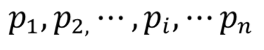 p₁, p₂, ⋯, pᵢ, ⋯ pₙ